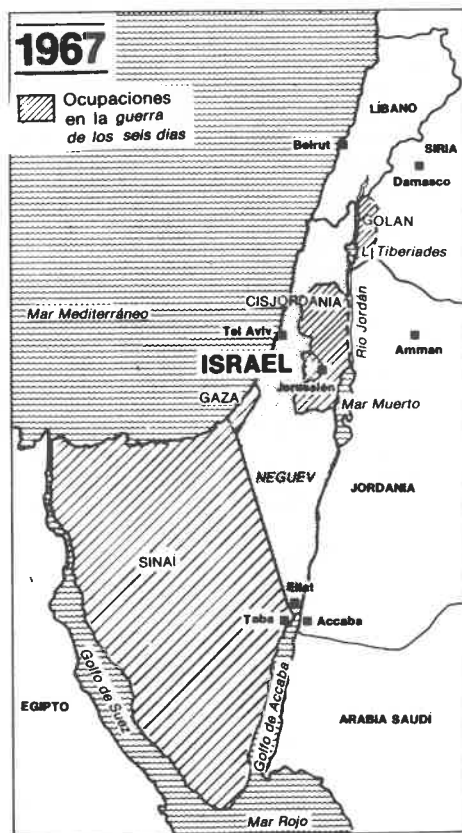 1967
Ocupaciones
en la guerra
de los seis días
LÍBANO
Beirut
SIRIA
Damasco
GOLAN
L. Tiberiades
CISJORDANIA
Mar Mediterráneo
Río Jordán
Tel Aviv
Amman
ISRAEL
Jerusalén
GAZA
Mar Muerto
NEGUEV
JORDANIA
SINAÍ
Eilat
Taba
Accaba
Golfo de Suez
Golfo de Accaba
EGIPTO
ARABIA SAUDÍ
Mar Rojo